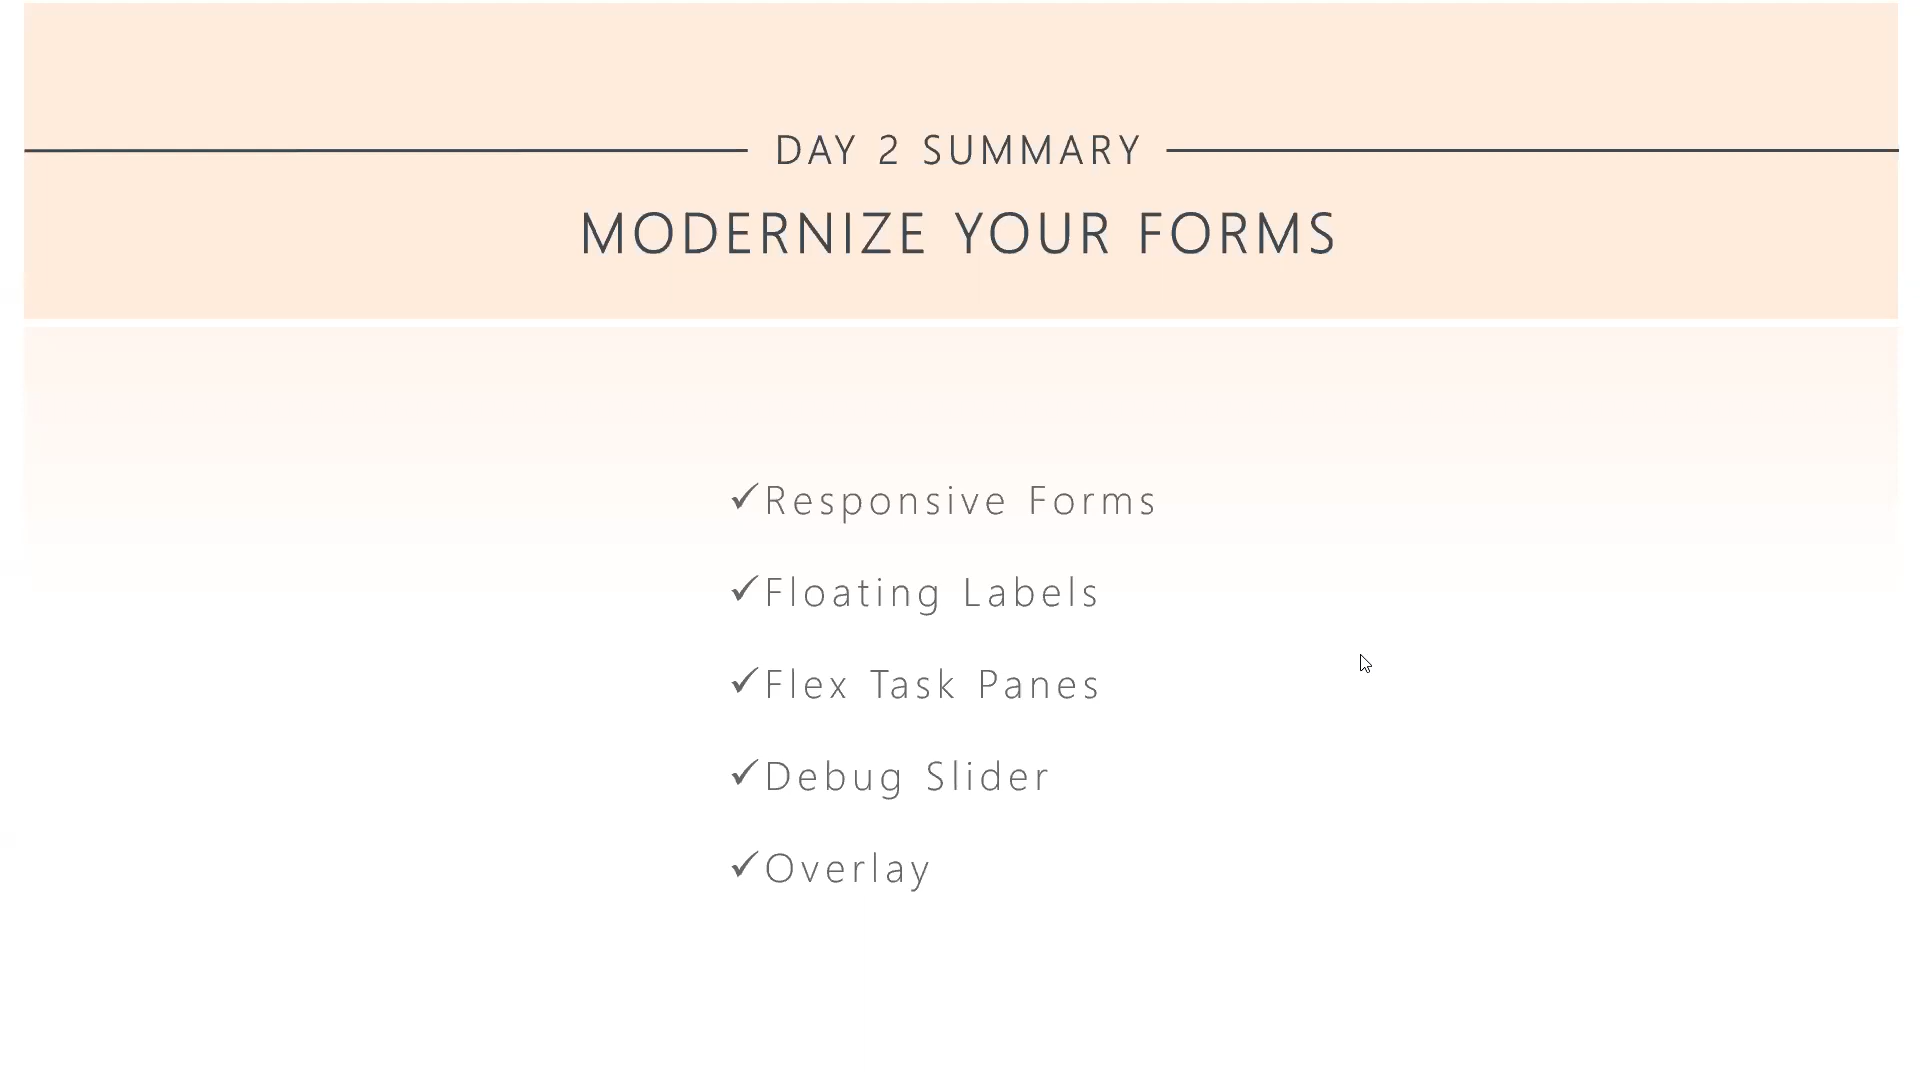 DAY 2 SUMMARY
MODERNIZE YOUR FORMS
✓Responsive Forms
✓Floating Labels
✓Flex Task Panes
✓Debug Slider
✓Overlay